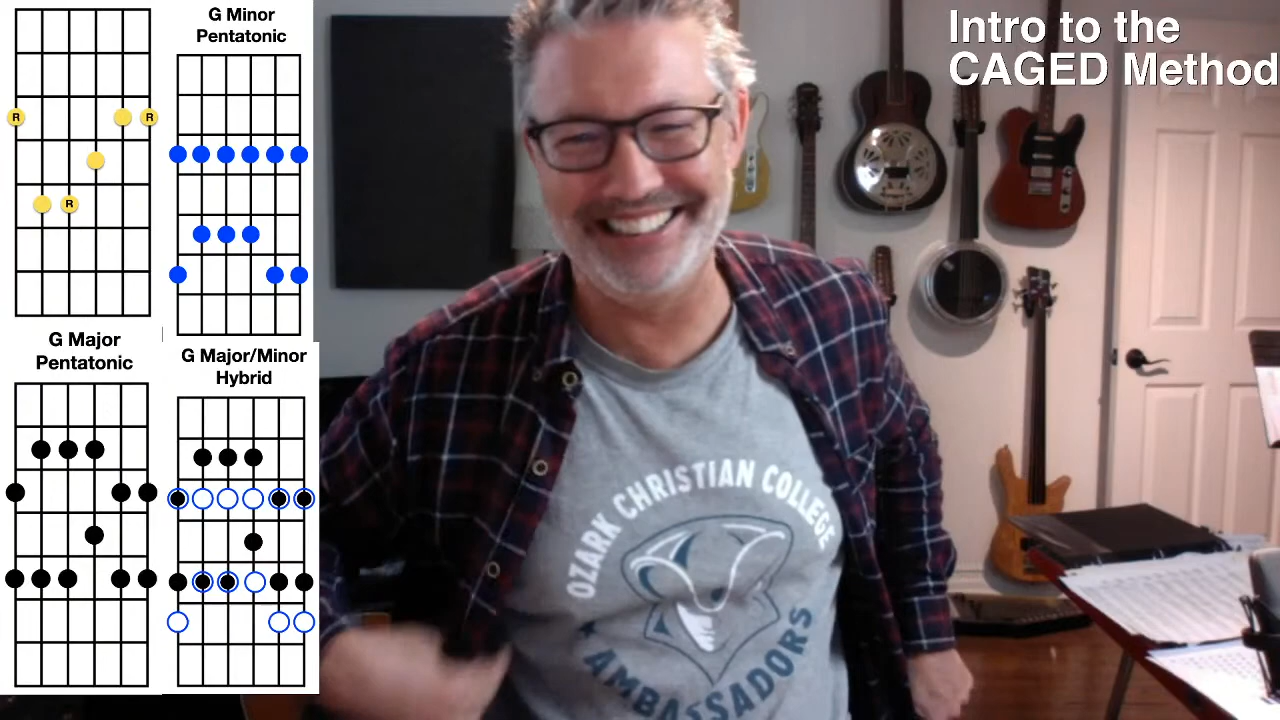 R
R
R
G Minor
Pentatonic
G Major
Pentatonic
G Major/Minor
Hybrid
Intro to the
CAGED Method
OZARK CHRISTIAN COLLEGE
AMBASSADORS